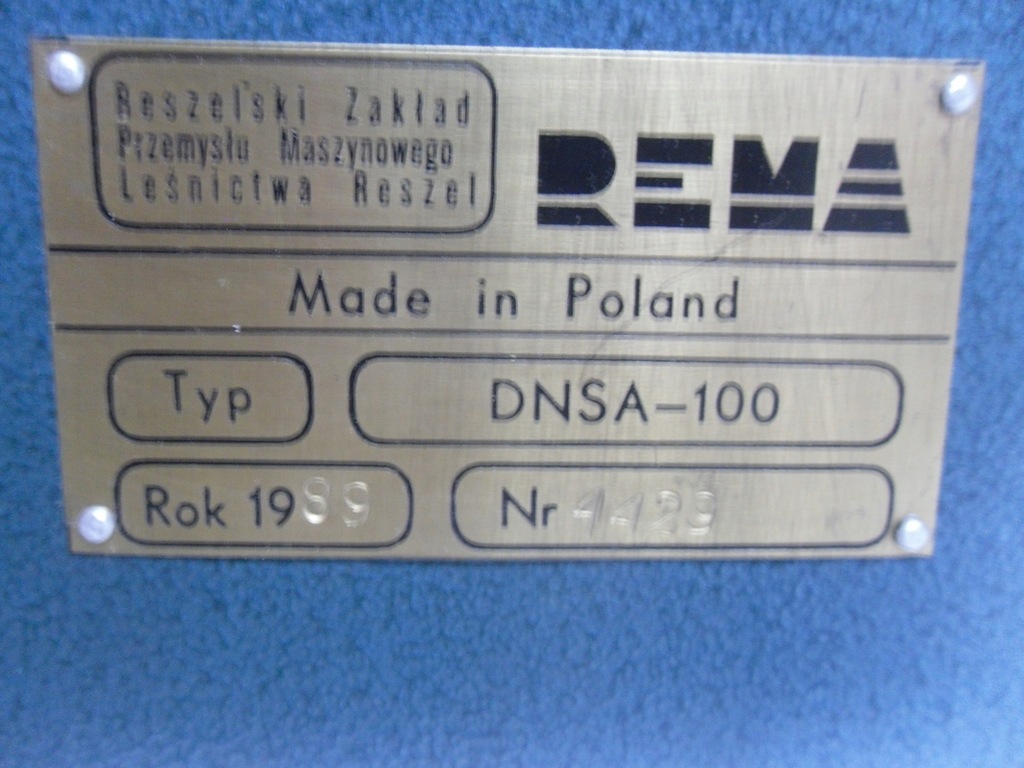 Reszelski Zakład
Przemysłu Maszynowego
Leśnictwa Reszel
REMA
Made in Poland
Typ DNSA-100
Rok 1989 Nr